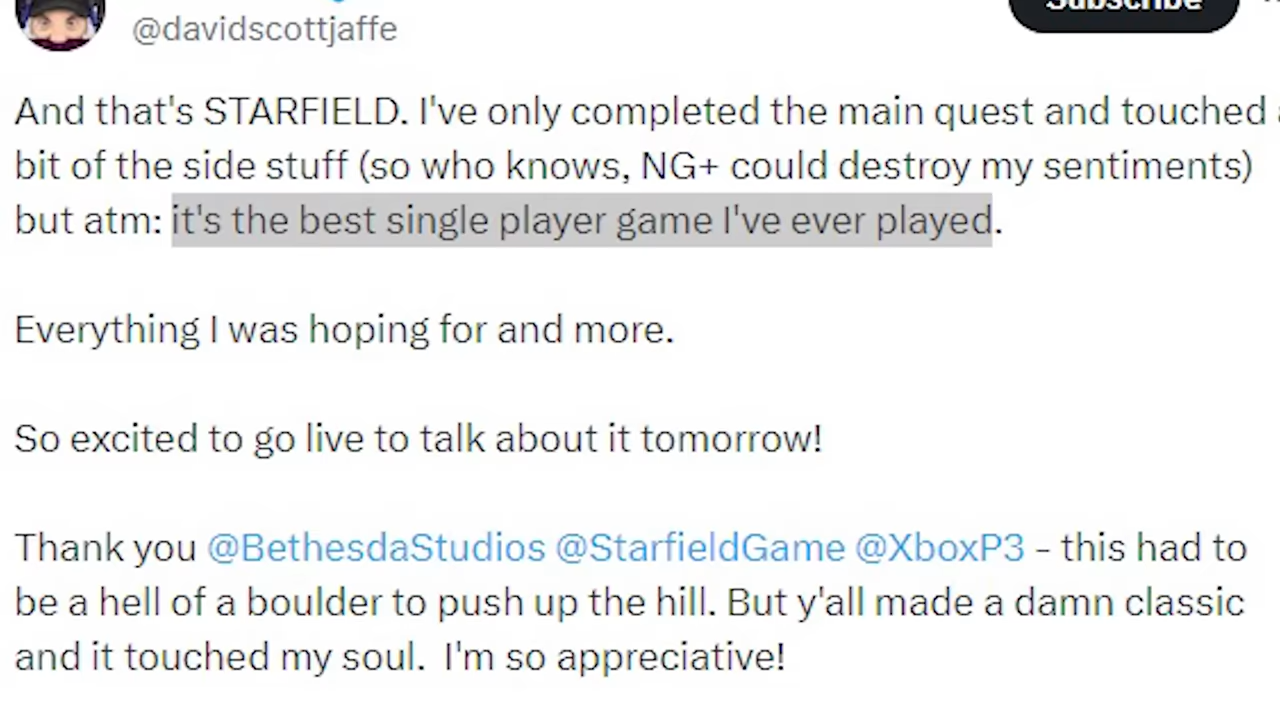 Subscribe
@davidscottjaffe
And that's STARFIELD. I've only completed the main quest and touched a
bit of the side stuff (so who knows, NG+ could destroy my sentiments)
but atm: it's the best single player game I've ever played.
Everything I was hoping for and more.
So excited to go live to talk about it tomorrow!
Thank you @BethesdaStudios @StarfieldGame @XboxP3 – this had to
be a hell of a boulder to push up the hill. But y'all made a damn classic
and it touched my soul.  I'm so appreciative!